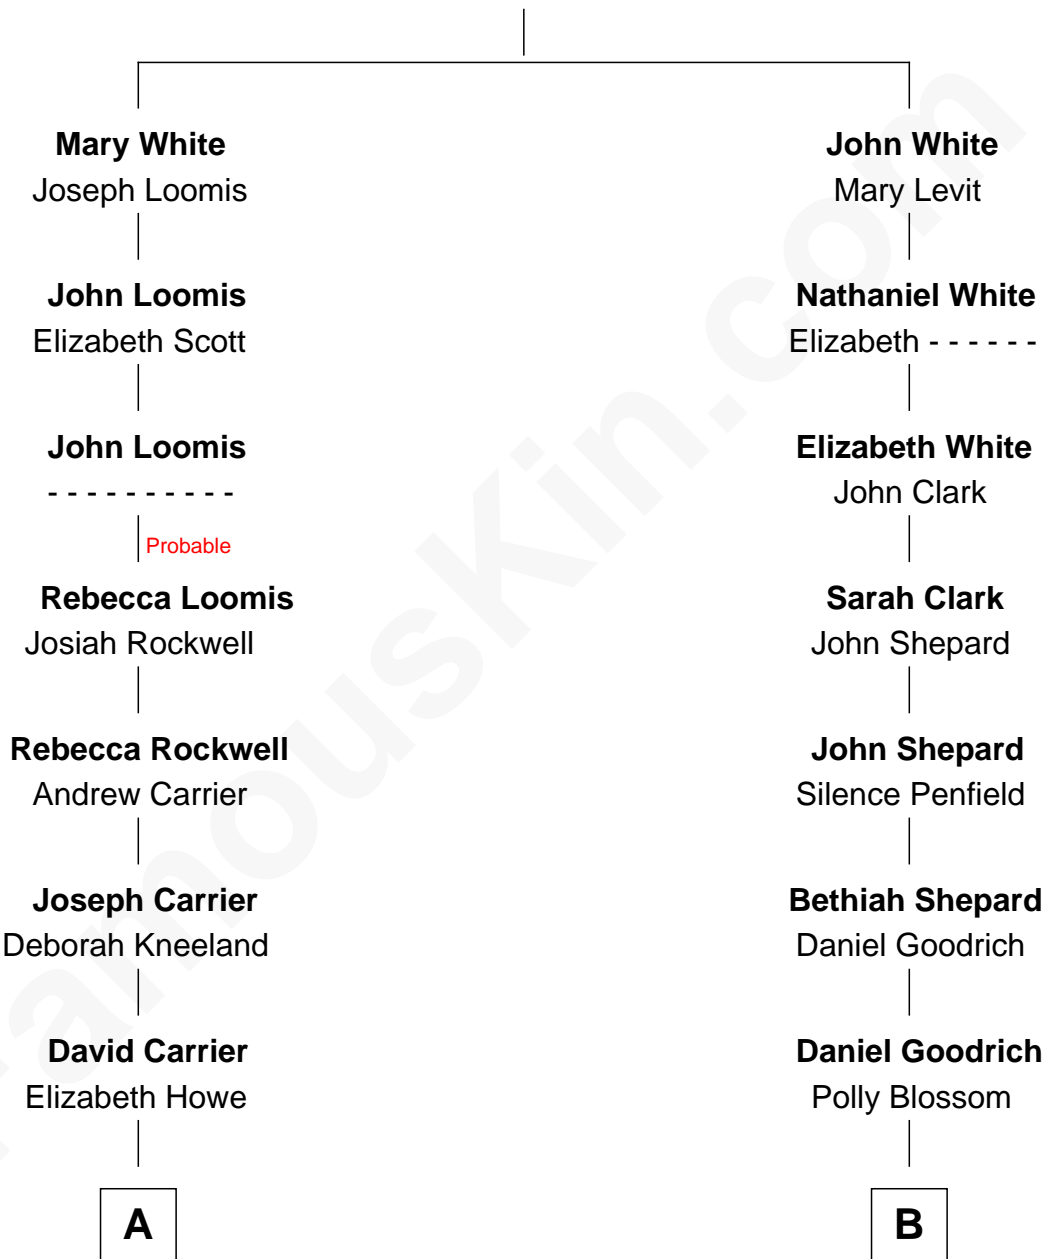 Mary White
Joseph Loomis
John Loomis
Elizabeth Scott
John Loomis
- - - - - - - - - -
Probable
Rebecca Loomis
Josiah Rockwell
Rebecca Rockwell
Andrew Carrier
Joseph Carrier
Deborah Kneeland
David Carrier
Elizabeth Howe
A
John White
Mary Levit
Nathaniel White
Elizabeth - - - - - -
Elizabeth White
John Clark
Sarah Clark
John Shepard
John Shepard
Silence Penfield
Bethiah Shepard
Daniel Goodrich
Daniel Goodrich
Polly Blossom
B
FamousKin.com